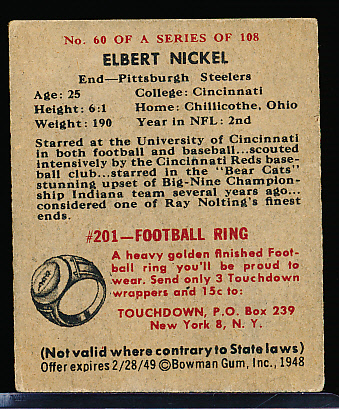 No. 60 OF A SERIES OF 108
ELBERT NICKEL
End—Pittsburgh Steelers
Age: 25 College: Cincinnati
Height: 6:1 Home: Chillicothe, Ohio
Weight: 190 Year in NFL: 2nd
Starred at the University of Cincinnati
in both football and baseball...scouted
intensively by the Cincinnati Reds base-
ball club...starred in the "Bear Cats"
stunning upset of Big-Nine Champion-
ship Indiana team several years ago...
considered one of Ray Nolting's finest
ends.
#201—FOOTBALL RING
A heavy golden finished Foot-
ball ring you'll be proud to
wear. Send only 3 Touchdown
wrappers and 15c to:
TOUCHDOWN, P.O. Box 239
New York 8, N. Y.
(Not valid where contrary to State laws)
Offer expires 2/28/49 ©Bowman Gum, Inc., 1948